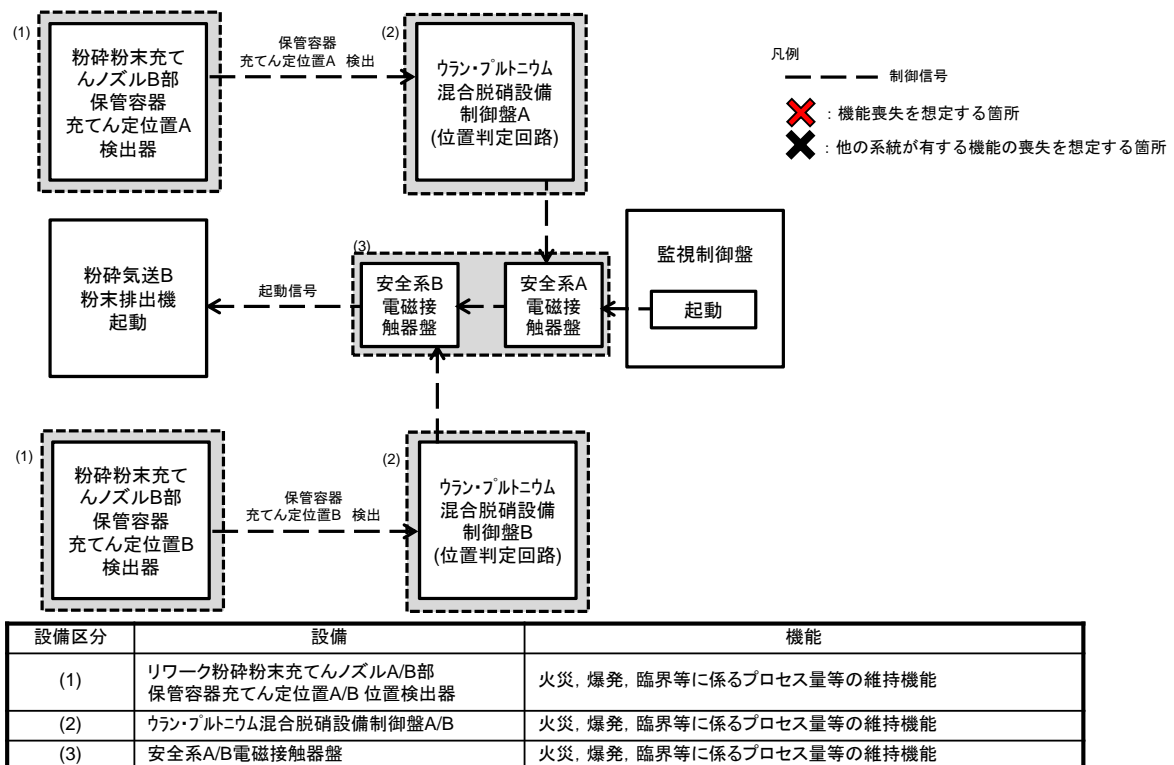 (1)
粉砕粉末充て
んノズルB部
保管容器
充てん定位置A
検出器
保管容器
充てん定位置A 検出
(2)
ウラン・プルトニウム
混合脱硝設備
制御盤A
(位置判定回路)
凡例
制御信号
：機能喪失を想定する箇所
：他の系統が有する機能の喪失を想定する箇所
粉砕気送B
粉末排出機
起動
起動信号
(3)
安全系B
電磁接
触器盤
安全系A
電磁接
触器盤
監視制御盤
起動
(1)
粉砕粉末充て
んノズルB部
保管容器
充てん定位置B
検出器
保管容器
充てん定位置B 検出
(2)
ウラン・プルトニウム
混合脱硝設備
制御盤B
(位置判定回路)
設備区分 設備 機能
(1) リワーク粉砕粉末充てんノズルA/B部
保管容器充てん定位置A/B 位置検出器 火災，爆発，臨界等に係るプロセス量等の維持機能
(2) ウラン・プルトニウム混合脱硝設備制御盤A/B 火災，爆発，臨界等に係るプロセス量等の維持機能
(3) 安全系A/B電磁接触器盤 火災，爆発，臨界等に係るプロセス量等の維持機能